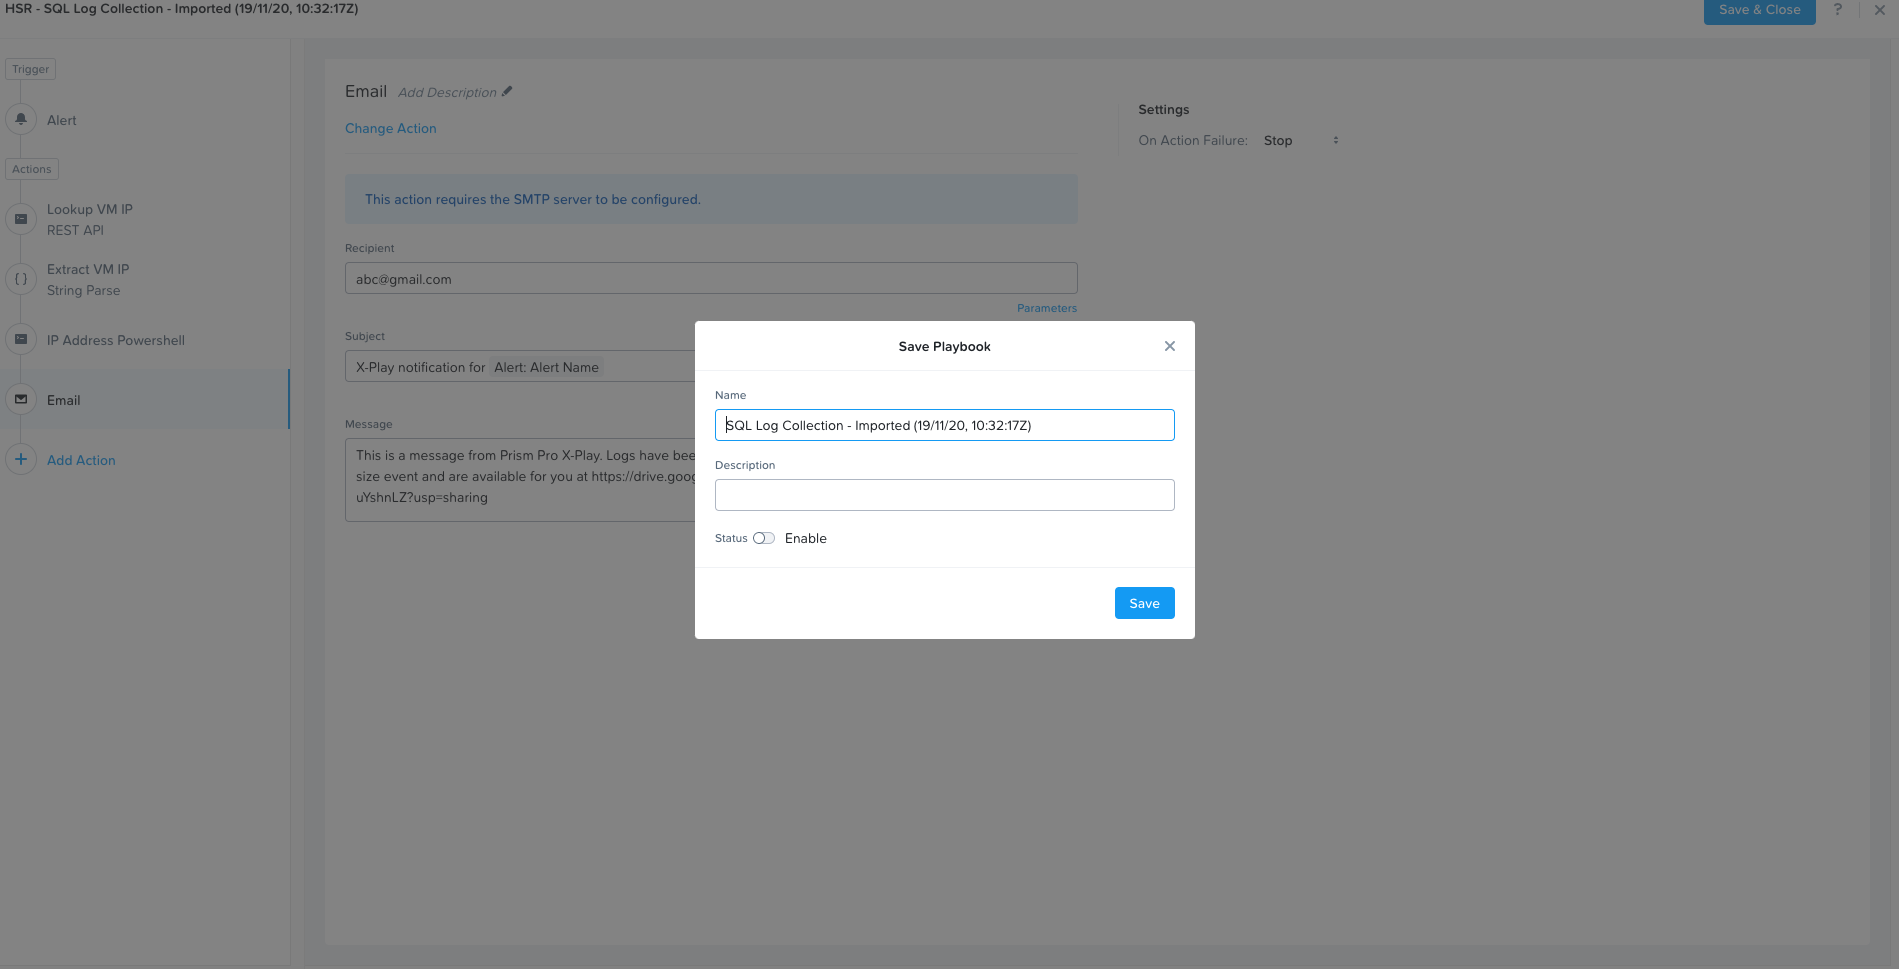 HSR - SQL Log Collection - Imported (19/11/20, 10:32:17Z)
Save & Close
?
Trigger
Alert
Actions
Lookup VM IP
REST API
Extract VM IP
String Parse
IP Address Powershell
Email
Add Action
Email Add Description
Change Action
This action requires the SMTP server to be configured.
Recipient
abc@gmail.com
Parameters
Subject
X-Play notification for Alert: Alert Name
Message
This is a message from Prism Pro X-Play. Logs have
size event and are available for you at
uYshnLZ?usp=sharing
Settings
On Action Failure: Stop
Save Playbook
Name
SQL Log Collection - Imported (19/11/20, 10:32:17Z)
Description
Status Enable
Save